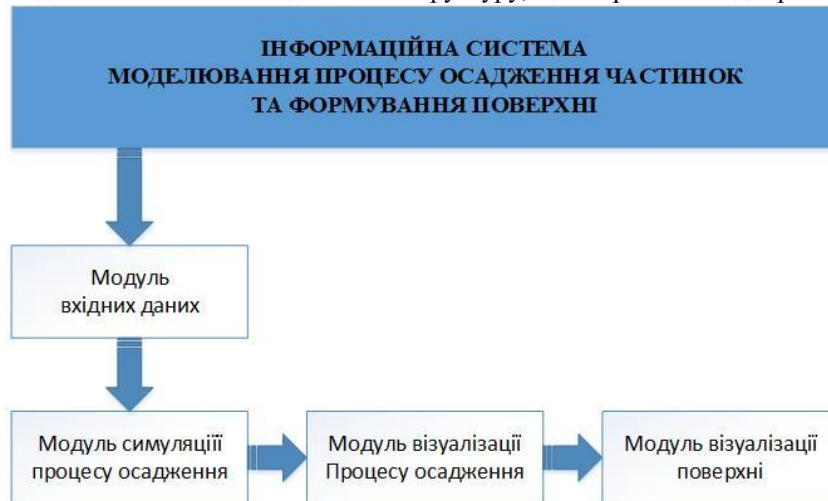 ІНФОРМАЦІЙНА СИСТЕМА
МОДЕЛЮВАННЯ ПРОЦЕСУ ОСАДЖЕННЯ ЧАСТИНОК
ТА ФОРМУВАННЯ ПОВЕРХНІ
Модуль
вхідних даних
Модуль симуляціїї
процесу осадження
Модуль візуалізації
Процесу осадження
Модуль візуалізації
поверхні